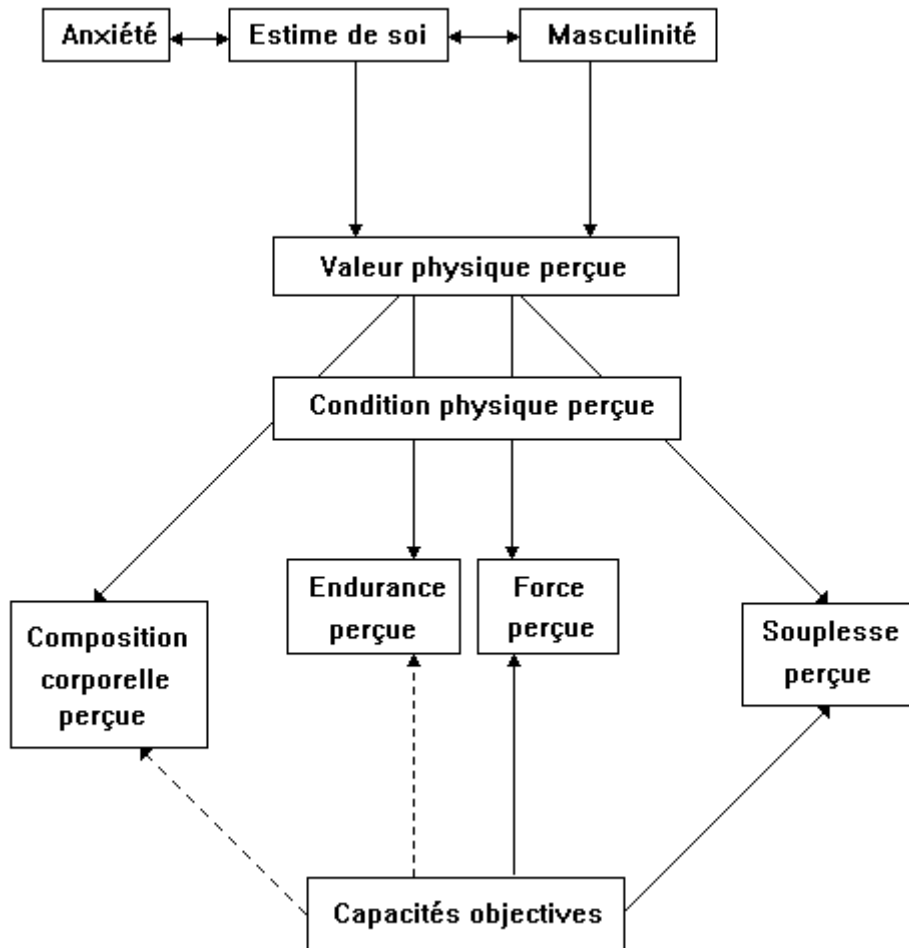 Anxiété
Estime de soi
Masculinité
Valeur physique perçue
Condition physique perçue
Endurance
perçue
Force
perçue
Composition
corporelle
perçue
Souplesse
perçue
Capacités objectives